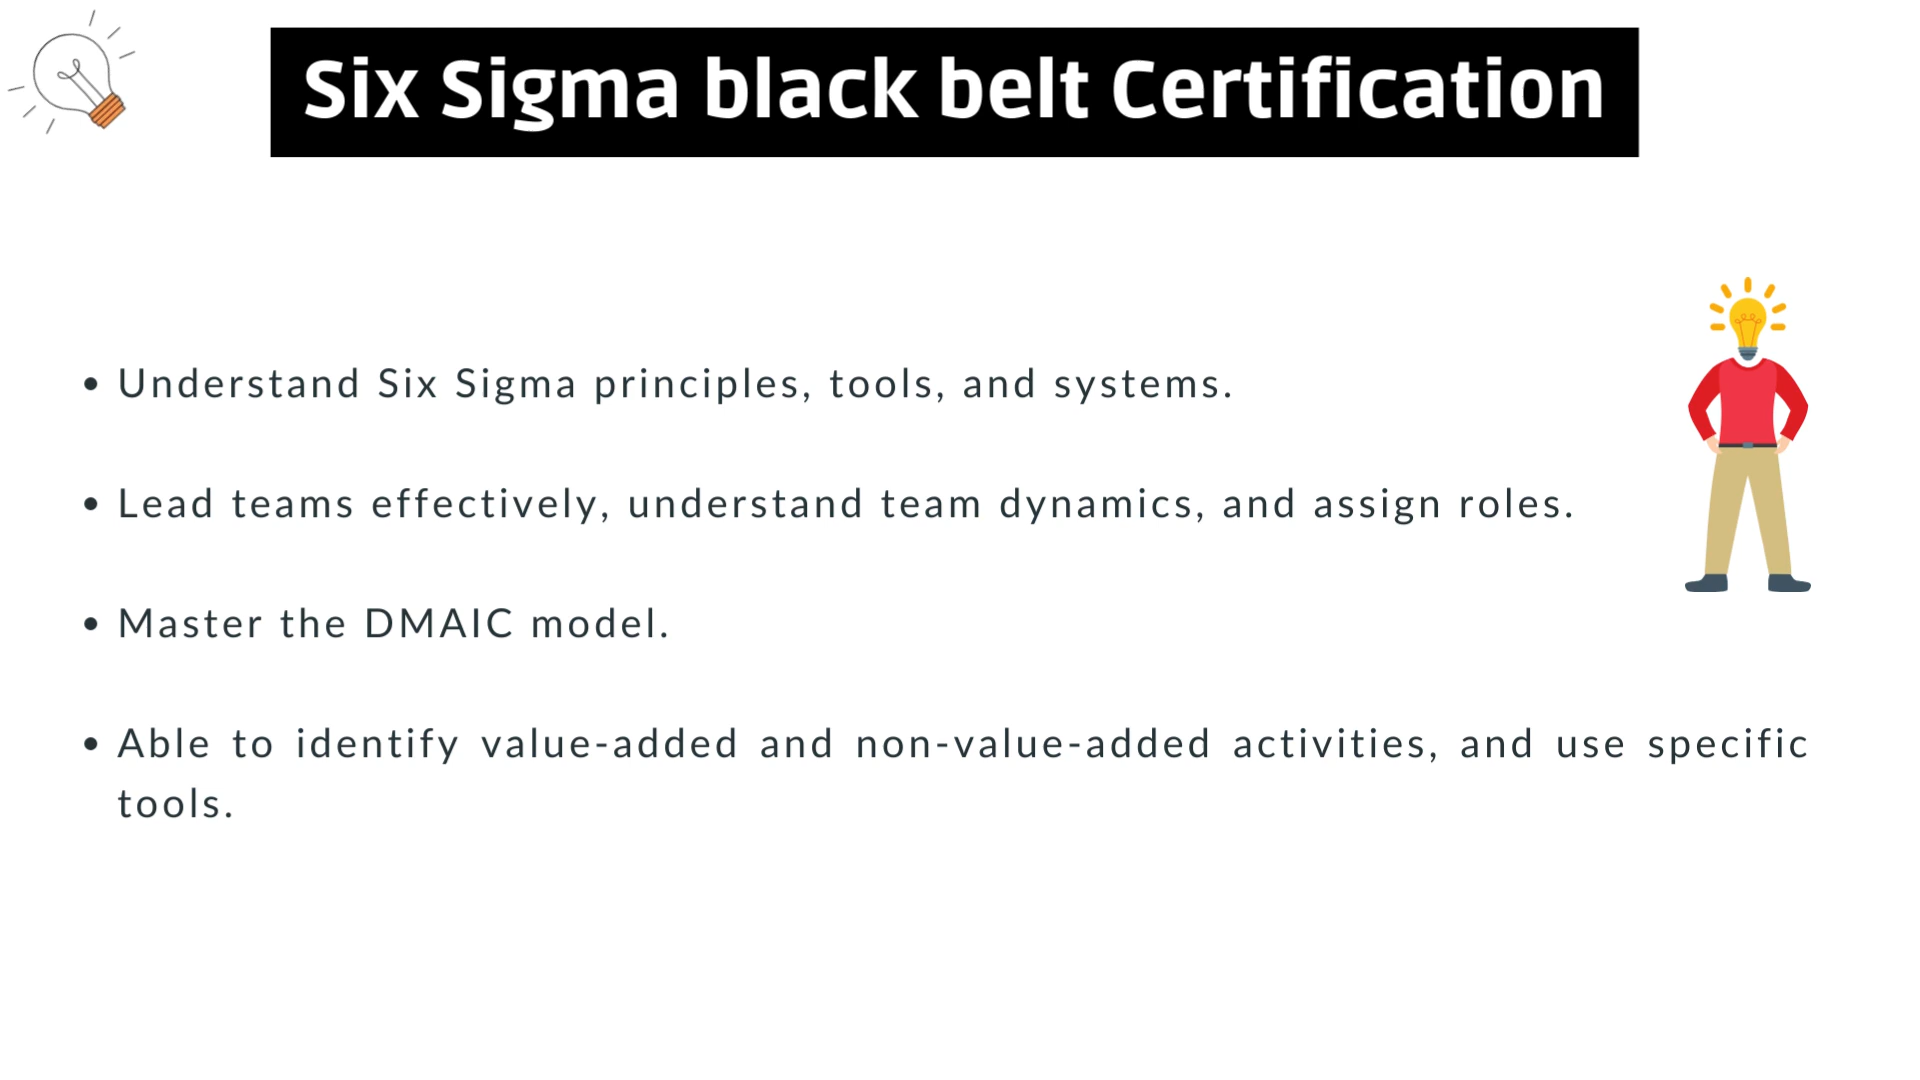 Six Sigma black belt Certification
• Understand Six Sigma principles, tools, and systems.
• Lead teams effectively, understand team dynamics, and assign roles.
• Master the DMAIC model.
• Able to identify value-added and non-value-added activities, and use specific
tools.